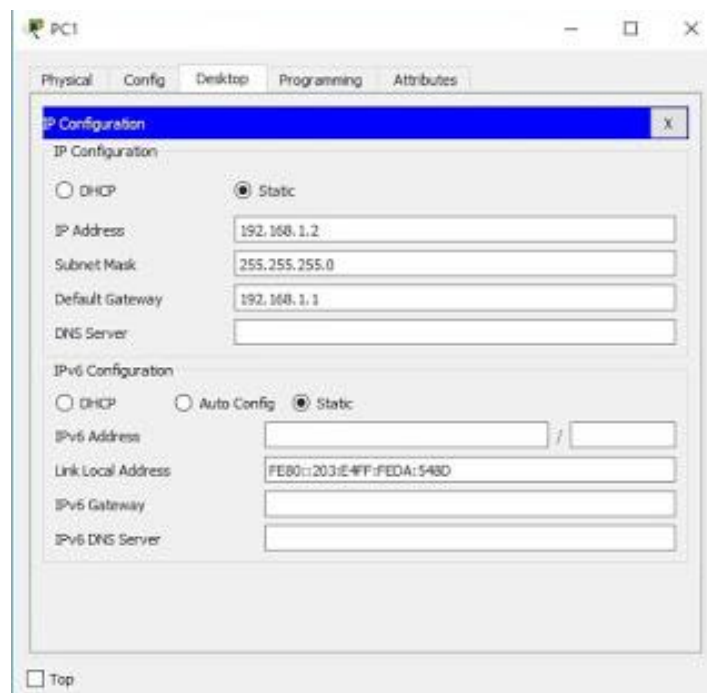 PC1
Physical Config Desktop Programming Attributes
IP Configuration X
IP Configuration
DHCP Static
IP Address 192.168.1.2
Subnet Mask 255.255.255.0
Default Gateway 192.168.1.1
DNS Server
IPv6 Configuration
DHCP Auto Config Static
IPv6 Address /
Link Local Address FE80::203:E4FF:FEDA:548D
IPv6 Gateway
IPv6 DNS Server
Top